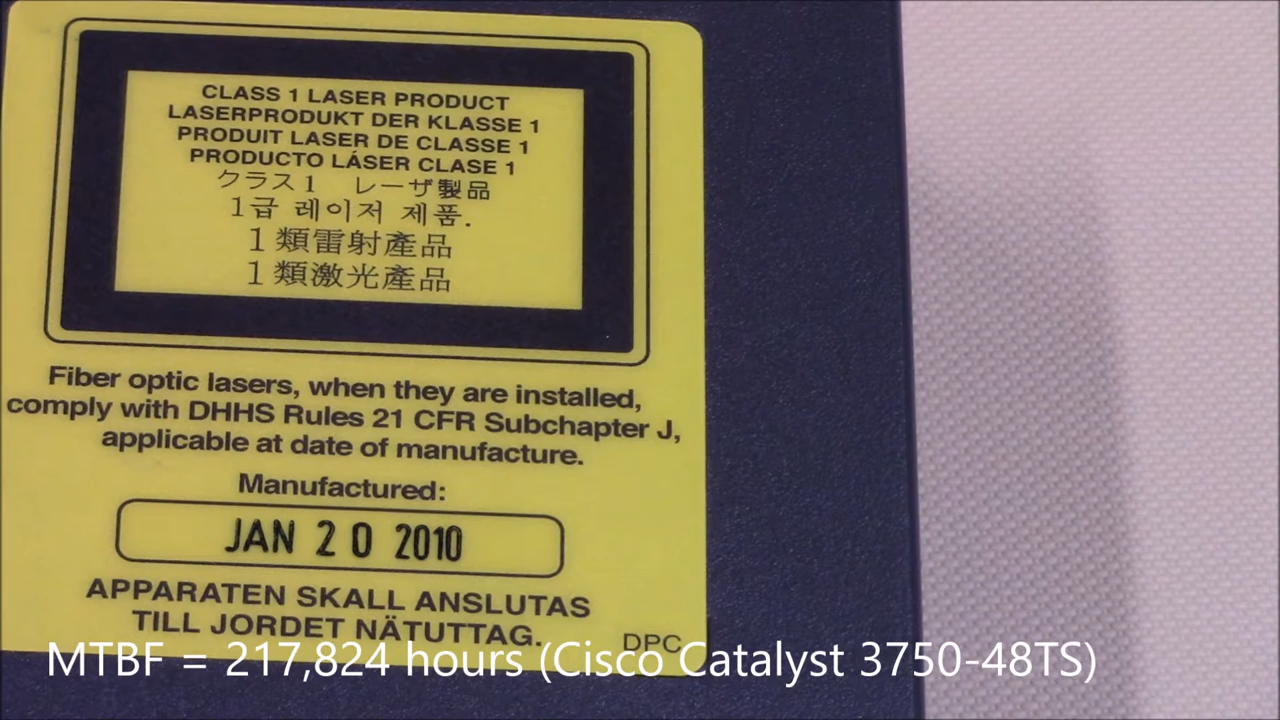 CLASS 1 LASER PRODUCT
LASERPRODUKT DER KLASSE 1
PRODUIT LASER DE CLASSE 1
PRODUCTO LÁSER CLASE 1
クラス1 レーザ製品
1급 레이저 제품.
1類雷射產品
1類激光產品
Fiber optic lasers, when they are installed,
comply with DHHS Rules 21 CFR Subchapter J,
applicable at date of manufacture.
Manufactured:
JAN 20 2010
APPARATEN SKALL ANSLUTAS
TILL JORDET NÄTUTTAG.
DPC
MTBF = 217,824 hours (Cisco Catalyst 3750-48TS)